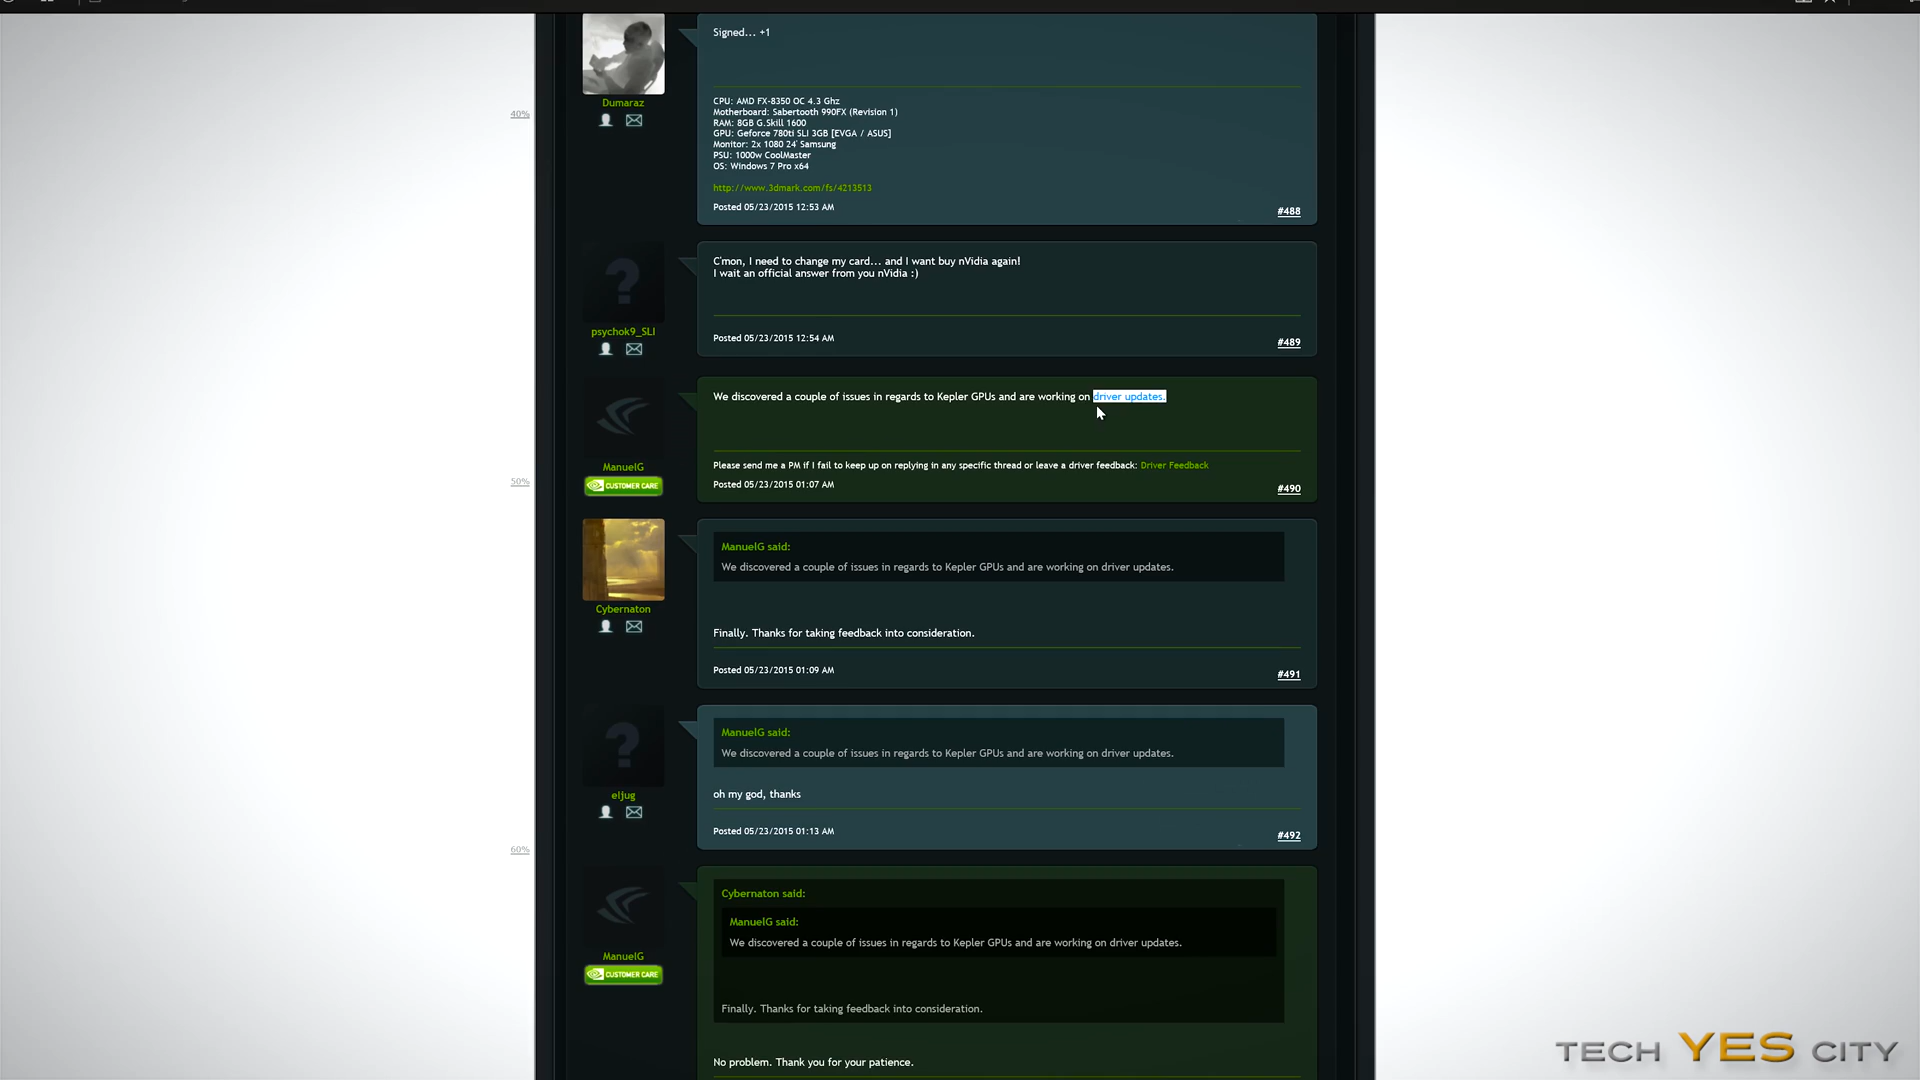 Signed... +1
Dumaraz
40%
CPU: AMD FX-8350 OC 4.3 Ghz
Motherboard: Sabertooth 990FX (Revision 1)
RAM: 8GB G.Skill 1600
GPU: Geforce 780ti SLI 3GB [EVGA / ASUS]
Monitor: 2x 1080 24' Samsung
PSU: 1000w CoolMaster
OS: Windows 7 Pro x64
http://www.3dmark.com/fs/4213513
Posted 05/23/2015 12:53 AM
#488
C'mon, I need to change my card... and I want buy nVidia again!
I wait an official answer from you nVidia :)
psychok9_SLI
Posted 05/23/2015 12:54 AM
#489
We discovered a couple of issues in regards to Kepler GPUs and are working on driver updates.
ManuelG
CUSTOMER CARE
Please send me a PM if I fail to keep up on replying in any specific thread or leave a driver feedback: Driver Feedback
50%
Posted 05/23/2015 01:07 AM
#490
ManuelG said:
We discovered a couple of issues in regards to Kepler GPUs and are working on driver updates.
Cybernaton
Finally. Thanks for taking feedback into consideration.
Posted 05/23/2015 01:09 AM
#491
ManuelG said:
We discovered a couple of issues in regards to Kepler GPUs and are working on driver updates.
eljug
oh my god, thanks
Posted 05/23/2015 01:13 AM
#492
60%
Cybernaton said:
ManuelG said:
We discovered a couple of issues in regards to Kepler GPUs and are working on driver updates.
ManuelG
CUSTOMER CARE
Finally. Thanks for taking feedback into consideration.
No problem. Thank you for your patience.
TECH YES CITY